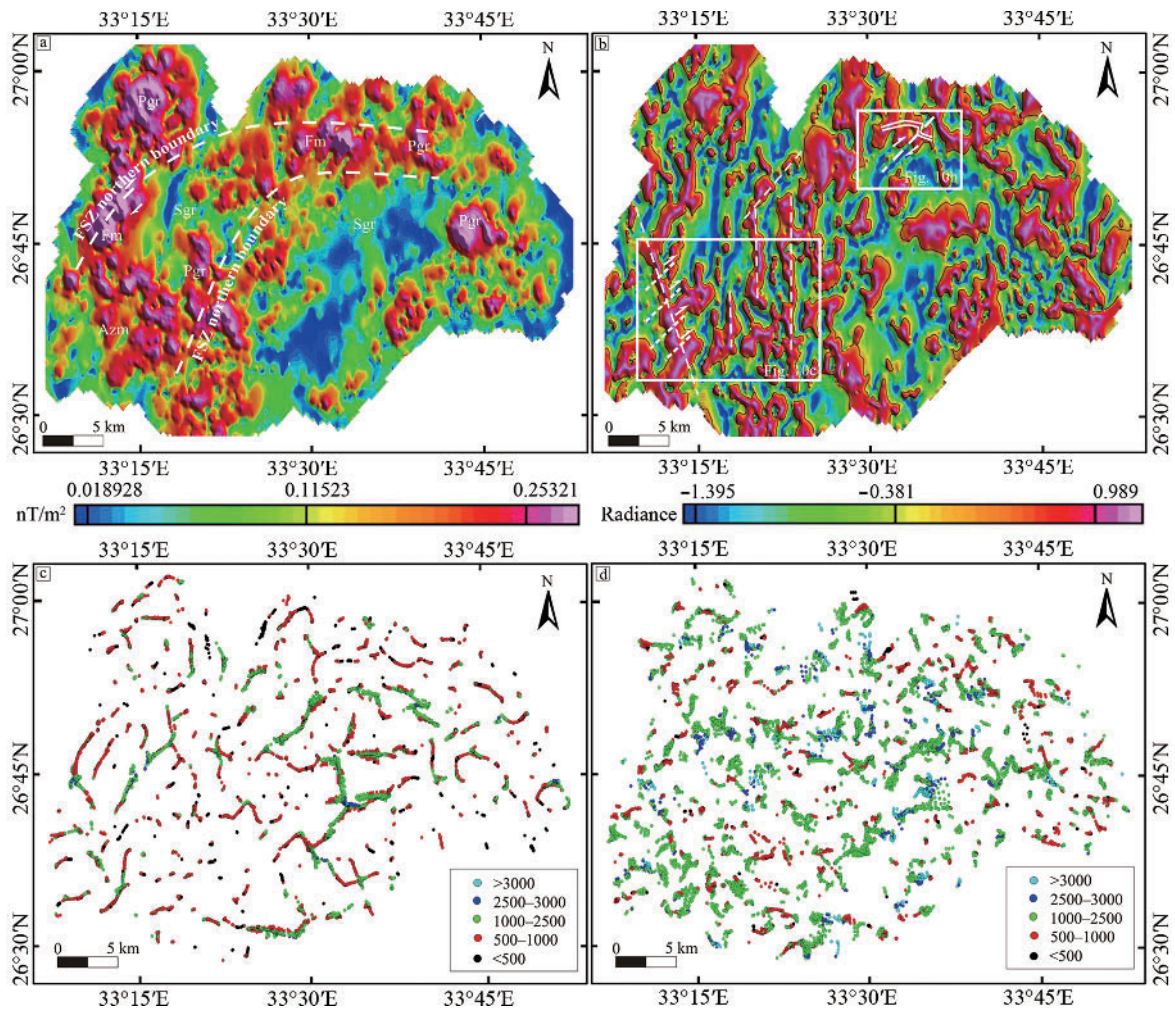 a
N
27°00′N
26°45′N
26°30′N
Pgr
FSZ northern boundary
Fm
Pgr
Sgr
Fm
Sgr
Pgr
Pgr
FSZ northern boundary
Azm
0 5 km
33°15′E 33°30′E 33°45′E
33°15′E 33°30′E 33°45′E
b
N
27°00′N
26°45′N
26°30′N
Fig. 10b
Fig. 10c
0 5 km
33°15′E 33°30′E 33°45′E
33°15′E 33°30′E 33°45′E
0.018928 0.11523 0.25321
nT/m²
−1.395 −0.381 0.989
Radiance
33°15′E 33°30′E 33°45′E
c
N
27°00′N
26°45′N
26°30′N
>3000
2500–3000
1000–2500
500–1000
<500
0 5 km
33°15′E 33°30′E 33°45′E
33°15′E 33°30′E 33°45′E
d
N
27°00′N
26°45′N
26°30′N
>3000
2500–3000
1000–2500
500–1000
<500
0 5 km
33°15′E 33°30′E 33°45′E